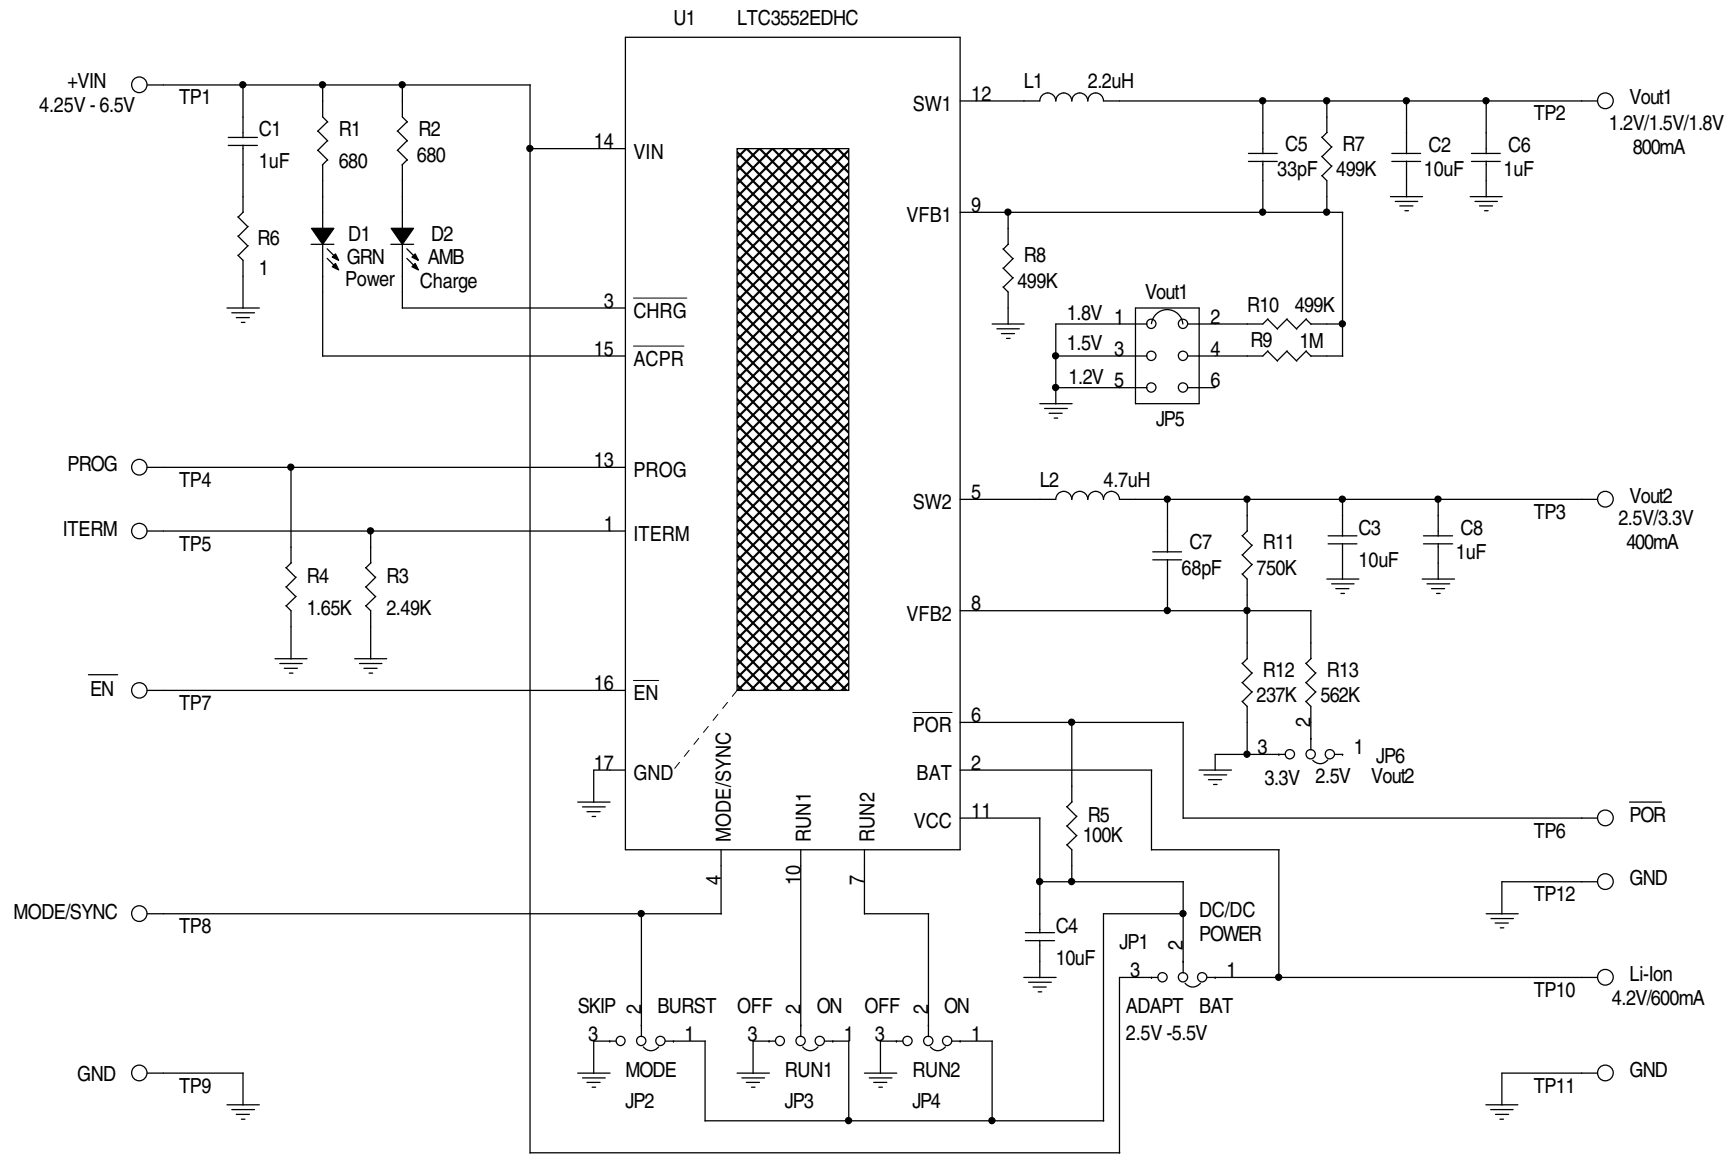 U1 LTC3552EDHC
+VIN
4.25V - 6.5V
TP1
C1
1uF
R1
680
R2
680
R6
1
D1
GRN
Power
D2
AMB
Charge
14 VIN
3 CHRG
15 ACPR
PROG
TP4
13 PROG
ITERM
TP5
1 ITERM
R4
1.65K
R3
2.49K
EN
TP7
16 EN
17 GND
MODE/SYNC
RUN1
RUN2
4
10
7
SW1 12
L1 2.2uH
TP2
Vout1
1.2V/1.5V/1.8V
800mA
C5
33pF
R7
499K
C2
10uF
C6
1uF
VFB1 9
R8
499K
Vout1
1.8V 1 2
R10 499K
1.5V 3 4
R9 1M
1.2V 5 6
JP5
SW2 5
L2 4.7uH
TP3
Vout2
2.5V/3.3V
400mA
C7
68pF
R11
750K
C3
10uF
C8
1uF
VFB2 8
R12
237K
R13
562K
2
3 1
3.3V 2.5V
JP6
Vout2
POR 6
BAT 2
VCC 11
R5
100K
TP6
POR
TP12
GND
C4
10uF
DC/DC
POWER
JP1
2
3 1
ADAPT BAT
2.5V -5.5V
TP10
Li-Ion
4.2V/600mA
TP11
GND
MODE/SYNC
TP8
SKIP 2 BURST
3 1
MODE
JP2
OFF 2 ON
3 1
RUN1
JP3
OFF 2 ON
3 1
RUN2
JP4
GND
TP9